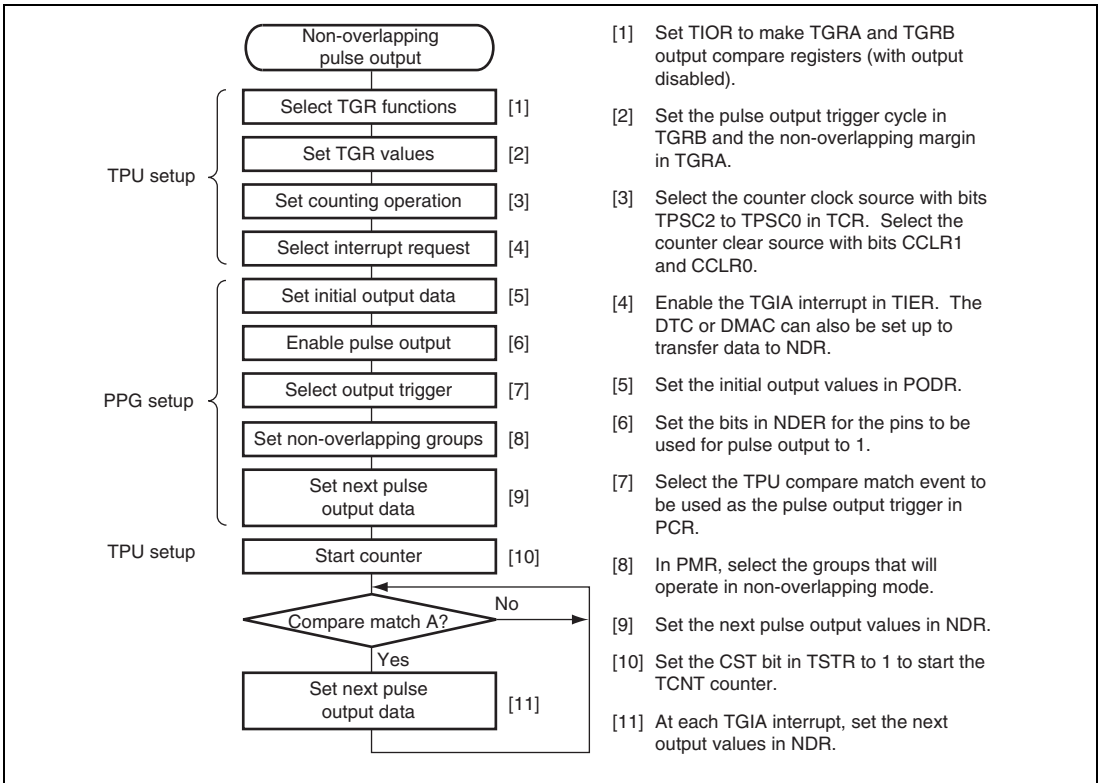 Non-overlapping
pulse output
TPU setup
Select TGR functions [1]
Set TGR values [2]
Set counting operation [3]
Select interrupt request [4]
PPG setup
Set initial output data [5]
Enable pulse output [6]
Select output trigger [7]
Set non-overlapping groups [8]
Set next pulse
output data [9]
TPU setup
Start counter [10]
Compare match A?
No
Yes
Set next pulse
output data [11]
[1] Set TIOR to make TGRA and TGRB
output compare registers (with output
disabled).
[2] Set the pulse output trigger cycle in
TGRB and the non-overlapping margin
in TGRA.
[3] Select the counter clock source with bits
TPSC2 to TPSC0 in TCR. Select the
counter clear source with bits CCLR1
and CCLR0.
[4] Enable the TGIA interrupt in TIER. The
DTC or DMAC can also be set up to
transfer data to NDR.
[5] Set the initial output values in PODR.
[6] Set the bits in NDER for the pins to be
used for pulse output to 1.
[7] Select the TPU compare match event to
be used as the pulse output trigger in
PCR.
[8] In PMR, select the groups that will
operate in non-overlapping mode.
[9] Set the next pulse output values in NDR.
[10] Set the CST bit in TSTR to 1 to start the
TCNT counter.
[11] At each TGIA interrupt, set the next
output values in NDR.